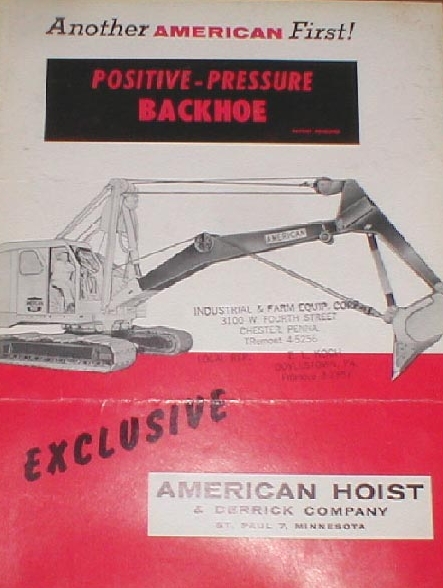 Another AMERICAN First!
POSITIVE-PRESSURE
BACKHOE
AMERICAN
INDUSTRIAL & FARM EQUIP. CORP.
3100 W. FOURTH STREET
CHESTER, PENNA.
TRemont 4-5256
LOCAL REP.
DOYLESTOWN, PA.
EXCLUSIVE
AMERICAN HOIST
& DERRICK COMPANY
ST. PAUL 7, MINNESOTA